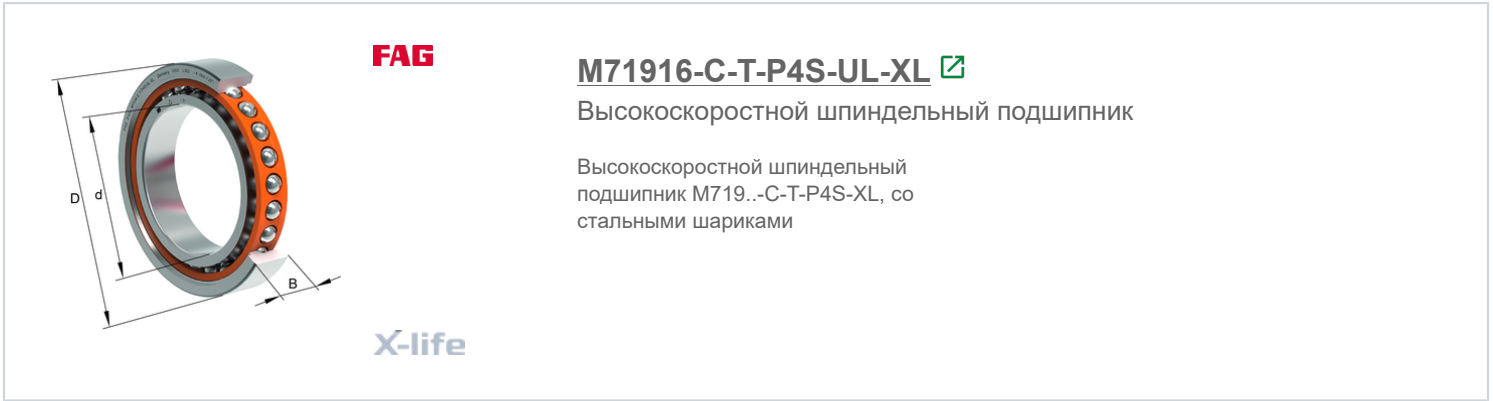 FAG
M71916-C-T-P4S-UL-XL
Высокоскоростной шпиндельный подшипник
Высокоскоростной шпиндельный
подшипник M719..-C-T-P4S-XL, со
стальными шариками
D
d
B
X-life